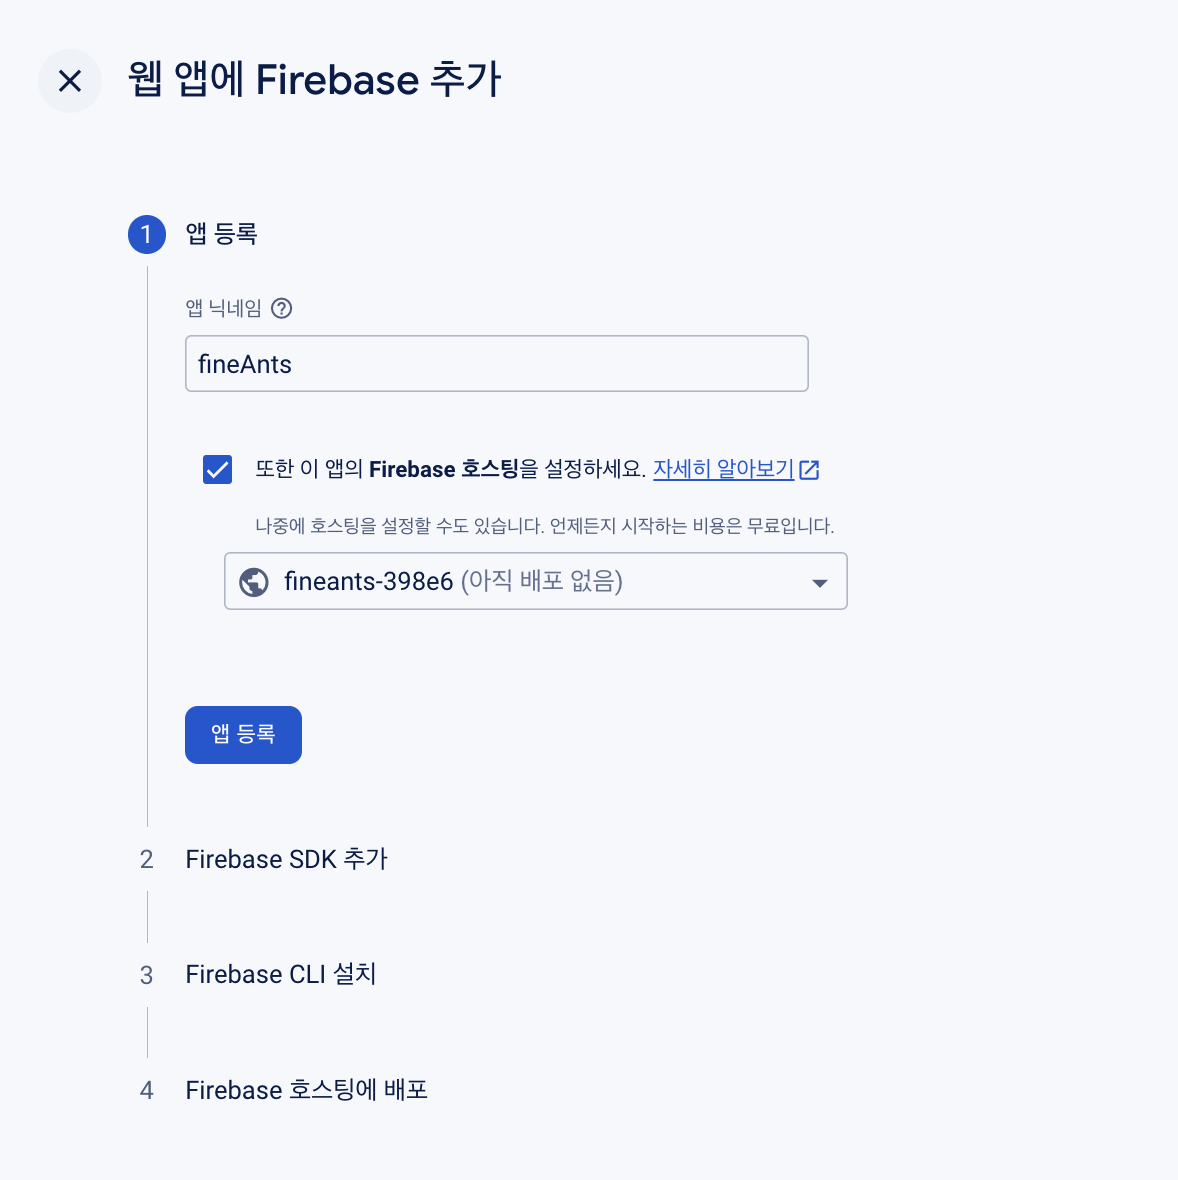 웹 앱에 Firebase 추가
1 앱 등록
앱 닉네임
fineAnts
또한 이 앱의 Firebase 호스팅을 설정하세요. 자세히 알아보기
나중에 호스팅을 설정할 수도 있습니다. 언제든지 시작하는 비용은 무료입니다.
fineants-398e6 (아직 배포 없음)
앱 등록
2 Firebase SDK 추가
3 Firebase CLI 설치
4 Firebase 호스팅에 배포